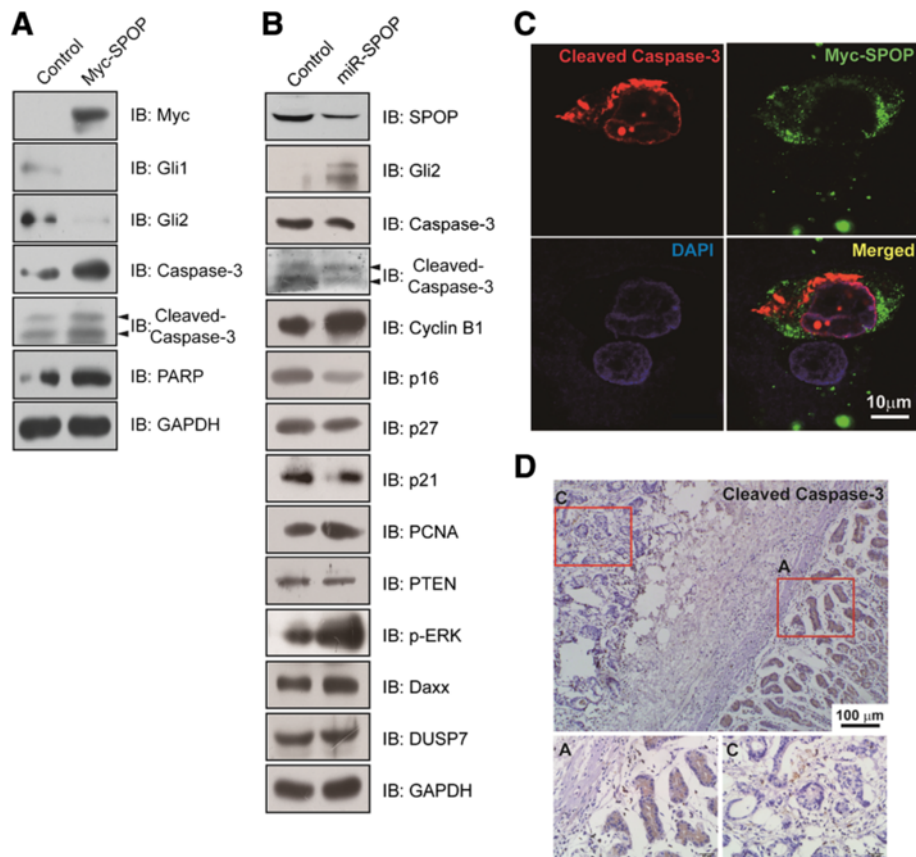 A
Control
Myc-SPOP
IB: Myc
IB: Gli1
IB: Gli2
IB: Caspase-3
IB: Cleaved-
Caspase-3
IB: PARP
IB: GAPDH
B
Control
miR-SPOP
IB: SPOP
IB: Gli2
IB: Caspase-3
IB: Cleaved-
Caspase-3
IB: Cyclin B1
IB: p16
IB: p27
IB: p21
IB: PCNA
IB: PTEN
IB: p-ERK
IB: Daxx
IB: DUSP7
IB: GAPDH
C
Cleaved Caspase-3
Myc-SPOP
DAPI
Merged
10μm
D
C
Cleaved Caspase-3
A
100 μm
A
C